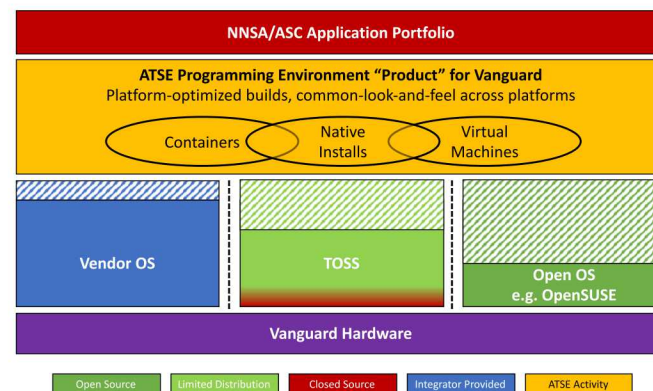 NNSA/ASC Application Portfolio
ATSE Programming Environment “Product” for Vanguard
Platform-optimized builds, common-look-and-feel across platforms
Containers
Native
Installs
Virtual
Machines
Vendor OS
TOSS
Open OS
e.g. OpenSUSE
Vanguard Hardware
Open Source
Limited Distribution
Closed Source
Integrator Provided
ATSE Activity